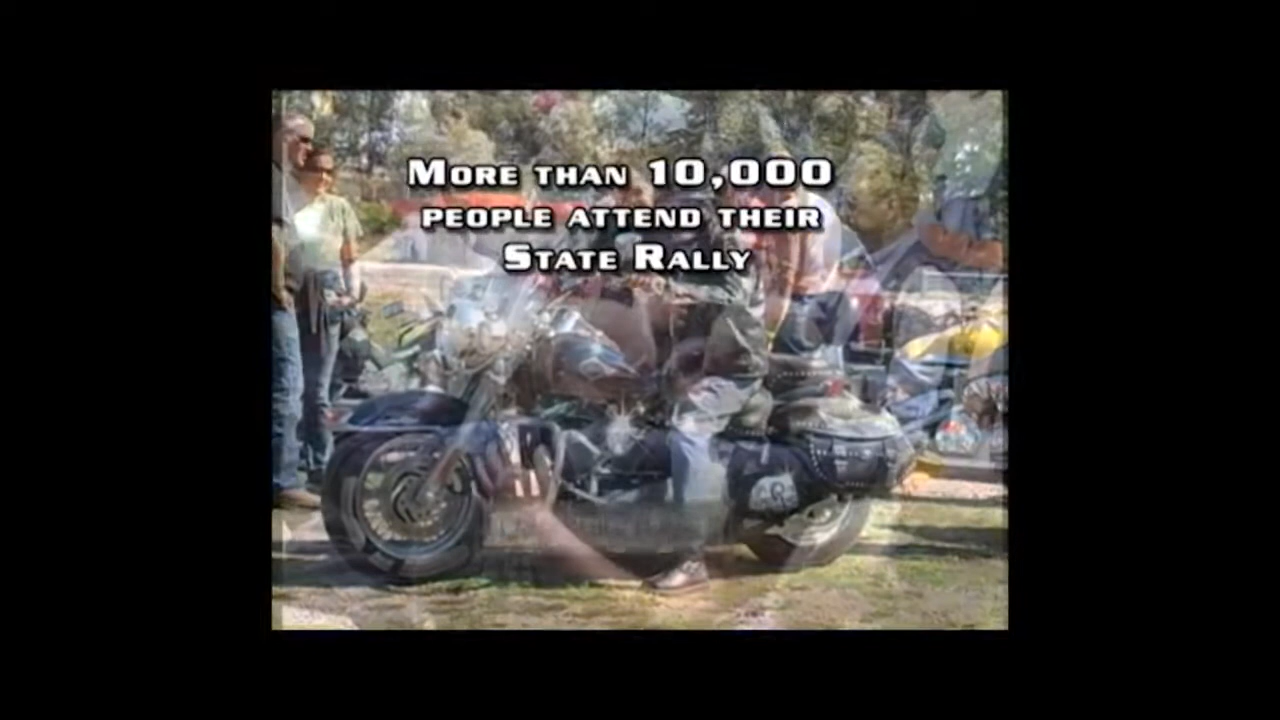 More than 10,000
people attend their
State Rally